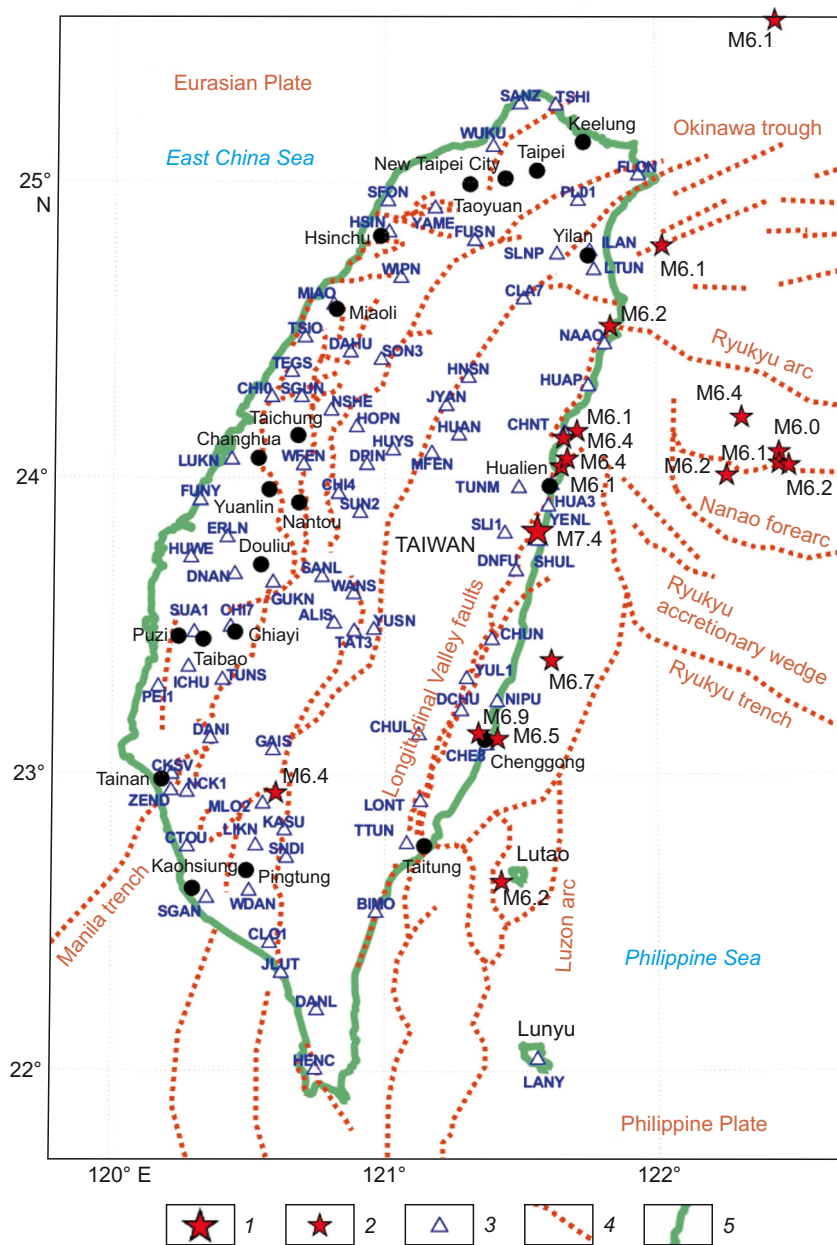 M6.1
Eurasian Plate
SANZ
TSHI
Keelung
WUKU
Okinawa trough
East China Sea
Taipei
New Taipei City
25°
N
FLON
SFON
Taoyuan
PL01
HSIN
YAME
Hsinchu
FUSN
Yilan
ILAN
SLNP
M6.1
WIPN
LTUN
MIAO
CLA7
Miaoli
M6.2
TSIO
NAAO
DAHU
SON3
Ryukyu arc
TEGS
HNSN
HUAP
M6.4
CHI0
SGUN
NSHE
JYAN
Taichung
HOPN
CHNT
M6.1
M6.0
Changhua
HUAN
M6.4
HUYS
24°
LUKN
WFEN
DRIN
MFEN
M6.4
M6.1
Hualien
M6.1
M6.2
M6.2
FUNY
Yuanlin
CHI4
TUNM
Nantou
SUN2
HUA3
Nanao forearc
ERLN
SLI1
YENL
Douliu
TAIWAN
M7.4
HUWE
DNAN
SANL
DNFU
SHUL
GUKN
WANS
SUA1
CHI7
ALIS
YUSN
Ryukyu
accretionary wedge
Puzi
Chiayi
TAT3
CHUN
Taibao
Longitudinal Valley faults
Ryukyu trench
ICHU
TUNS
YUL1
M6.7
PEI1
DCNU
NIPU
DANI
CHUL
M6.9
M6.5
GAIS
CHE8
Chenggong
23°
Tainan
CKSV
NCK1
M6.4
ZEND
MLO2
LONT
LIKN
KASU
TTUN
CTOU
SNDI
Taitung
Lutao
Kaohsiung
Pingtung
M6.2
Manila trench
SGAN
WDAN
BIMO
Luzon arc
CLO1
JLUT
Philippine Sea
DANL
Lunyu
22°
HENC
LANY
Philippine Plate
120° E
121°
122°
1
2
3
4
5